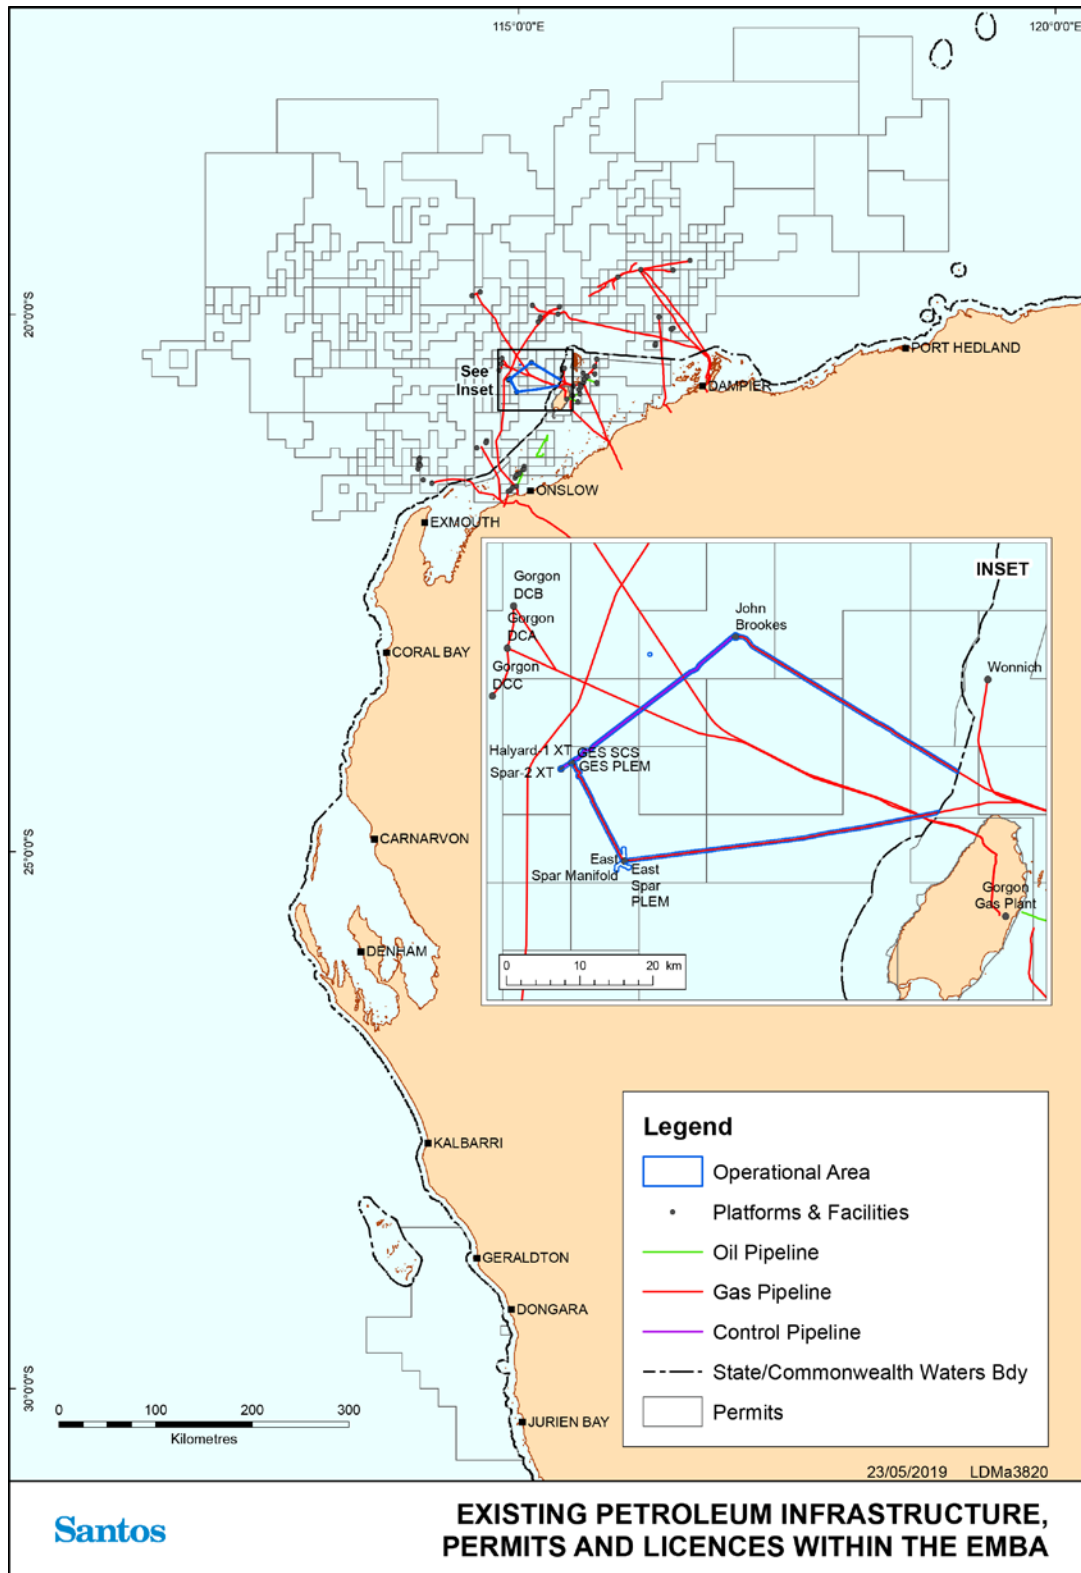 115°0'0"E
120°0'0"E
20°0'0"S
PORT HEDLAND
See
Inset
DAMPIER
ONSLOW
EXMOUTH
INSET
Gorgon
DCB
Gorgon
DCA
Gorgon
DCC
John
Brookes
Wonnich
Halyard-1 XT
GES SCS
Spar-2 XT
GES PLEM
East
Spar Manifold
East
Spar
PLEM
Gorgon
Gas Plant
0 10 20 km
CORAL BAY
CARNARVON
25°0'0"S
DENHAM
KALBARRI
GERALDTON
DONGARA
30°0'0"S
JURIEN BAY
0 100 200 300
Kilometres
Legend
Operational Area
Platforms & Facilities
Oil Pipeline
Gas Pipeline
Control Pipeline
State/Commonwealth Waters Bdy
Permits
23/05/2019 LDMa3820
Santos
EXISTING PETROLEUM INFRASTRUCTURE,
PERMITS AND LICENCES WITHIN THE EMBA